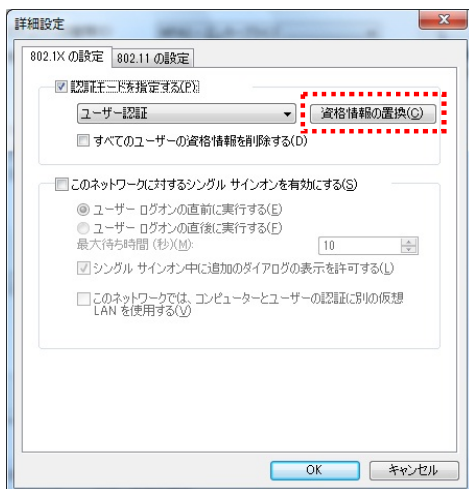 詳細設定
802.1X の設定 802.11 の設定
認証モードを指定する(P):
ユーザー認証 資格情報の置換(C)
すべてのユーザーの資格情報を削除する(D)
このネットワークに対するシングル サインオンを有効にする(S)
ユーザー ログオンの直前に実行する(E)
ユーザー ログオンの直後に実行する(F)
最大待ち時間 (秒)(M): 10
シングル サインオン中に追加のダイアログの表示を許可する(L)
このネットワークでは、コンピューターとユーザーの認証に別の仮想
LAN を使用する(V)
OK キャンセル